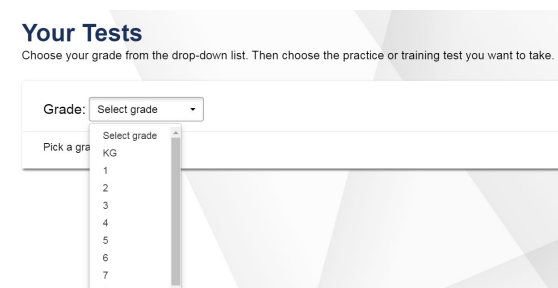 Your Tests
Choose your grade from the drop-down list. Then choose the practice or training test you want to take.
Grade: Select grade
Select grade
Pick a gra
KG
1
2
3
4
5
6
7